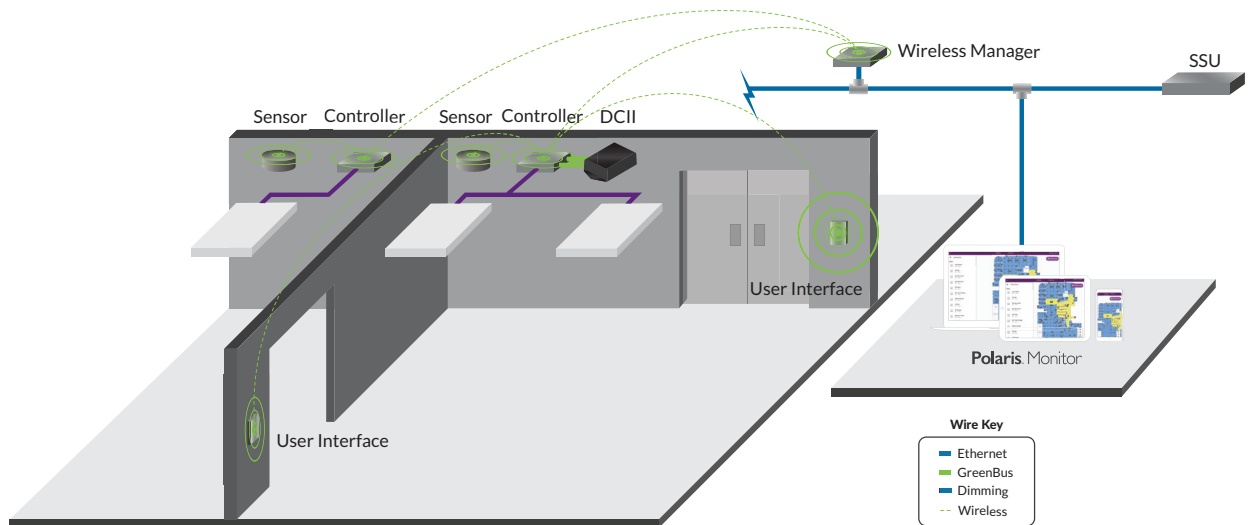 Wireless Manager
SSU
Sensor
Controller
Sensor
Controller
DCII
User Interface
Polaris. Monitor
User Interface
Wire Key
Ethernet
GreenBus
Dimming
Wireless